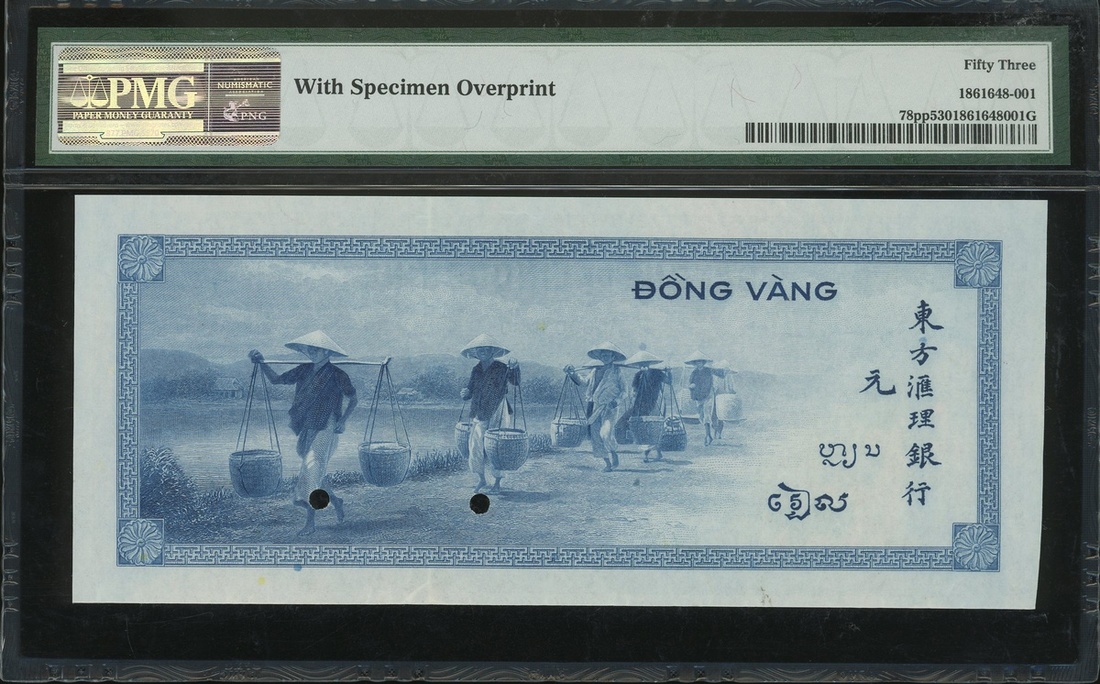 PMG
PAPER MONEY GUARANTY
NUMISMATIC
PNG
With Specimen Overprint
Fifty Three
1861648-001
78pp5301861648001G
ĐỒNG VÀNG
東方滙理銀行
元